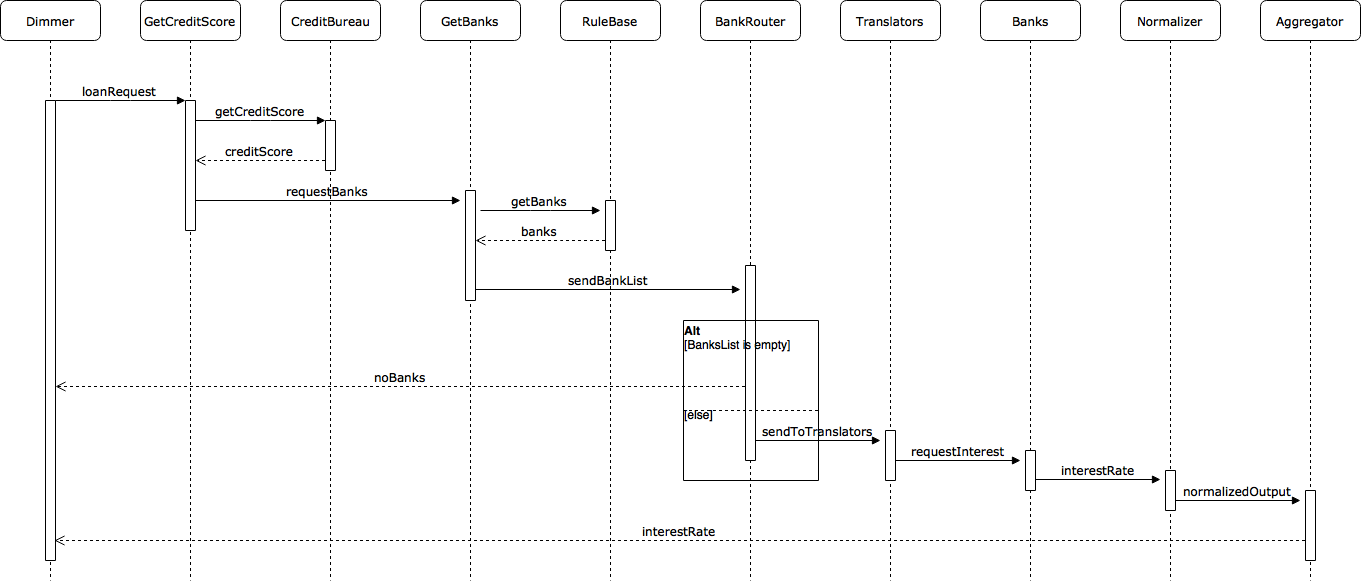 Dimmer
GetCreditScore
CreditBureau
GetBanks
RuleBase
BankRouter
Translators
Banks
Normalizer
Aggregator
loanRequest
getCreditScore
creditScore
requestBanks
getBanks
banks
sendBankList
Alt
[BanksList is empty]
noBanks
[else]
sendToTranslators
requestInterest
interestRate
normalizedOutput
interestRate